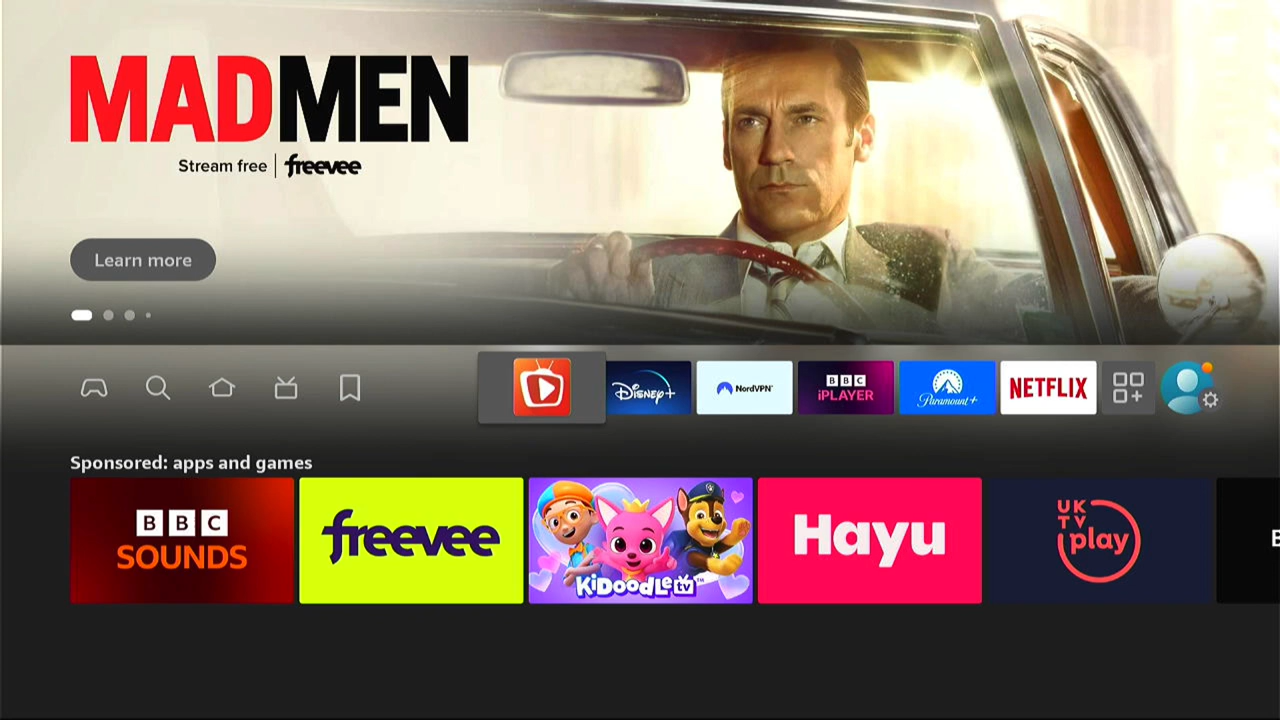 MADMEN
Stream free | freevee
Learn more
Disney+
NordVPN
BBC
iPLAYER
Paramount+
NETFLIX
Sponsored: apps and games
BBC
SOUNDS
freevee
KiDoodle tv™
Hayu
UK
TV
play
B